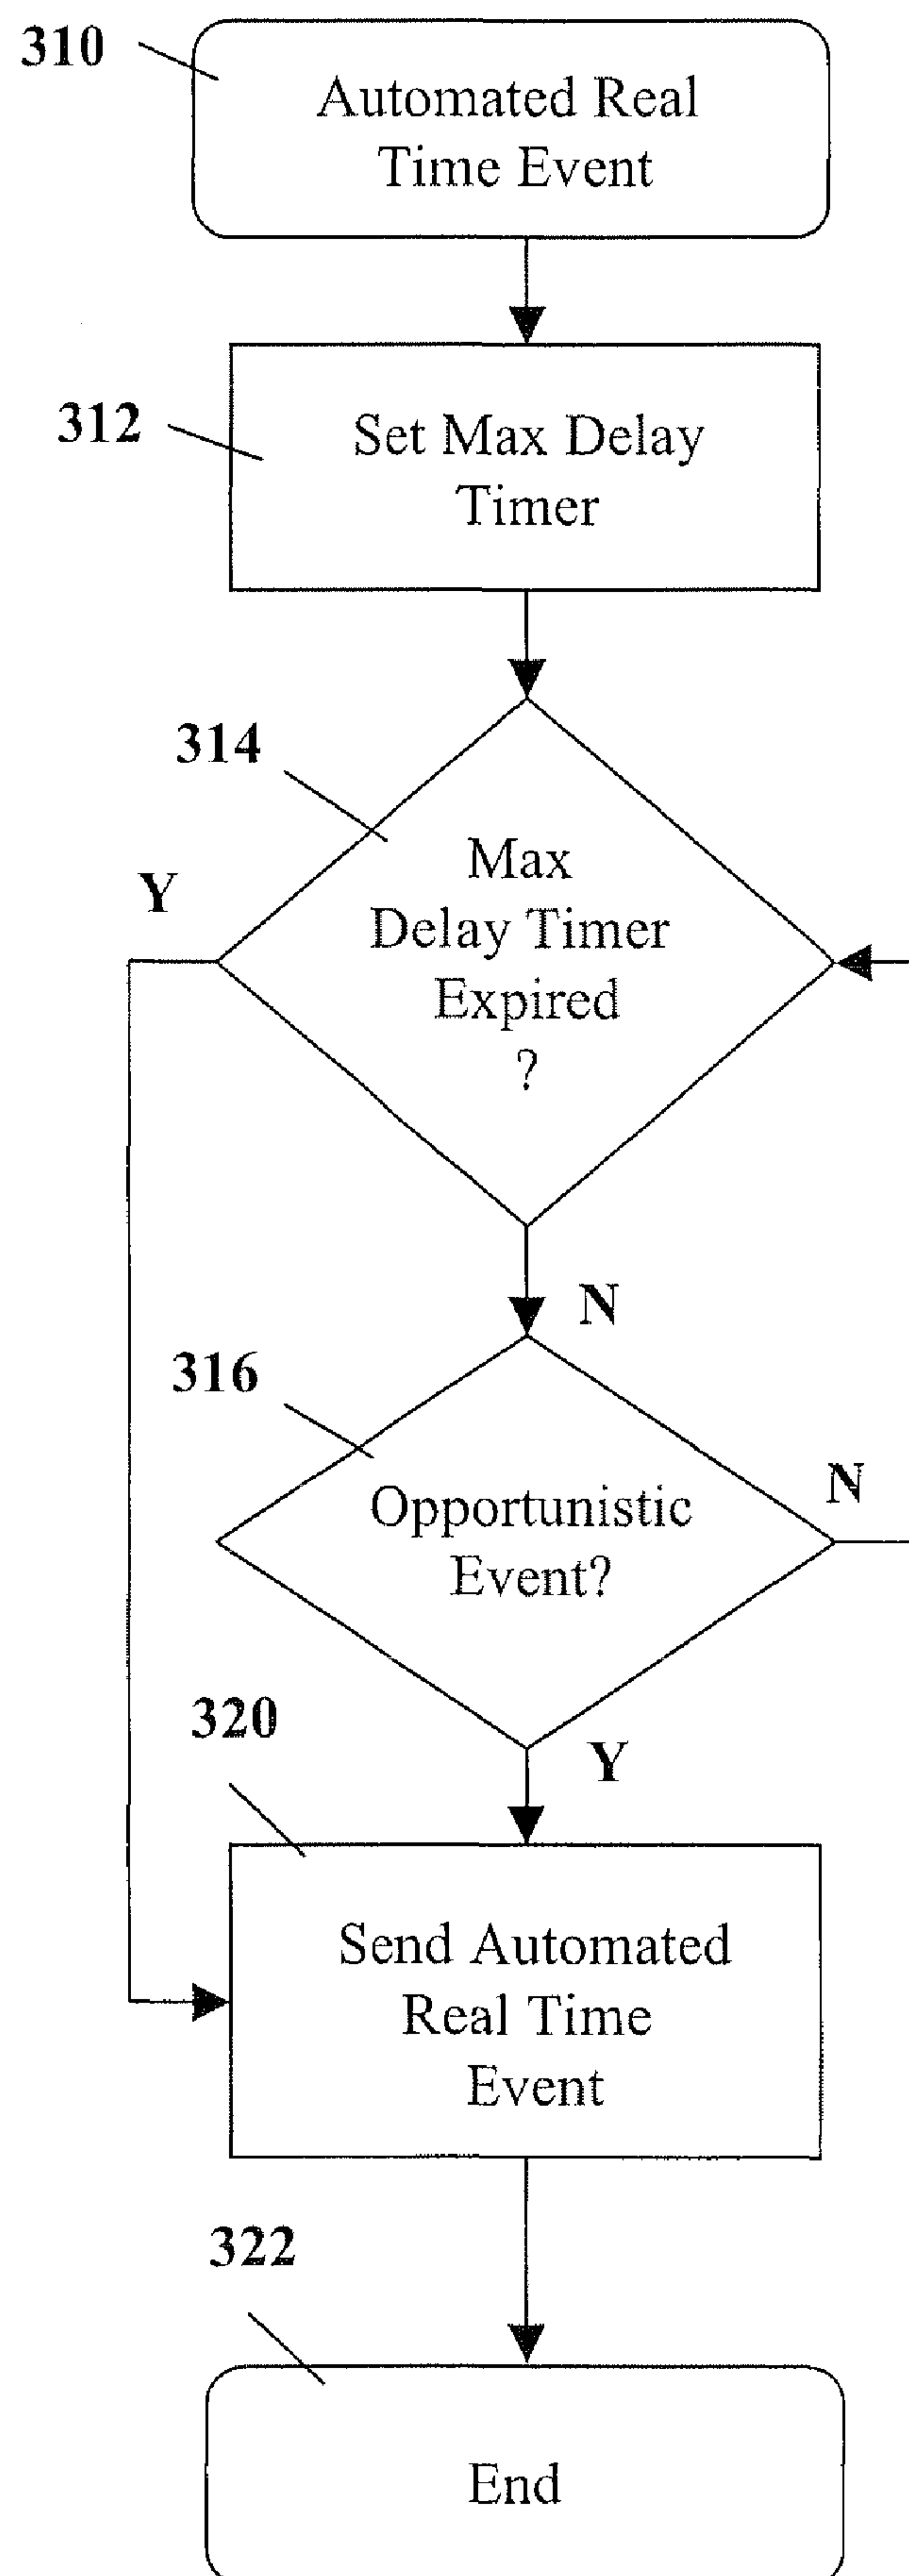 310
Automated Real
Time Event
312
Set Max Delay
Timer
314
Y
Max
Delay Timer
Expired
?
N
316
Opportunistic
Event?
N
320
Y
Send Automated
Real Time
Event
322
End